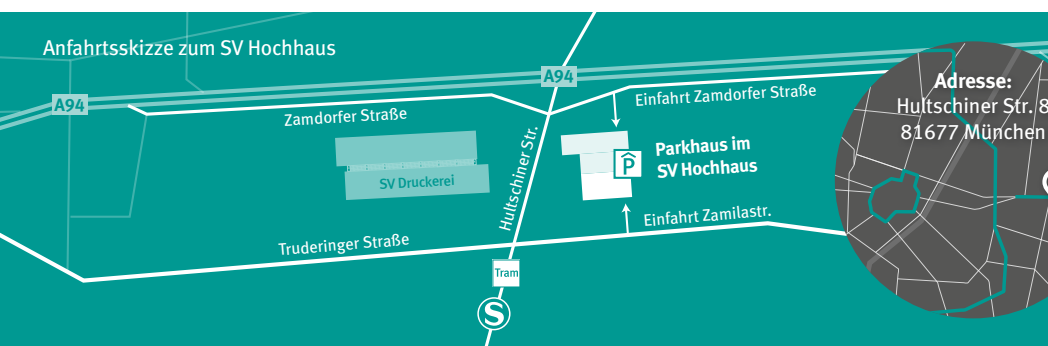 Anfahrtsskizze zum SV Hochhaus
A94
A94
Adresse:
Hultschiner Str. 8
81677 München
Zamdorfer Straße
Einfahrt Zamdorfer Straße
Hultschiner Str.
Parkhaus im
SV Hochhaus
P
SV Druckerei
Einfahrt Zamilastr.
Truderinger Straße
Tram
S